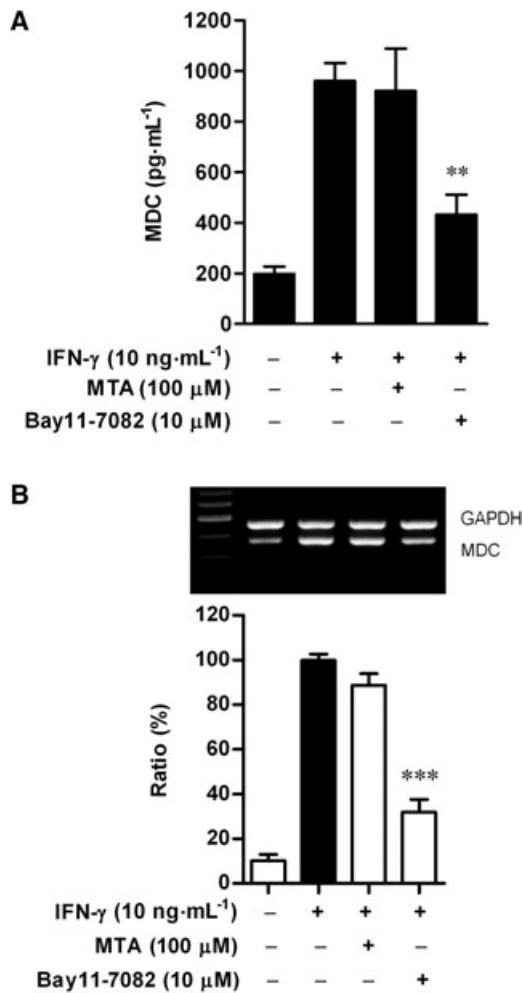 A
1200
1000
800
600
400
200
0
MDC (pg·mL⁻¹)
**
IFN-γ (10 ng·mL⁻¹) – + + +
MTA (100 µM) – – + –
Bay11-7082 (10 µM) – – – +
B
GAPDH
MDC
120
100
80
60
40
20
0
Ratio (%)
***
IFN-γ (10 ng·mL⁻¹) – + + +
MTA (100 µM) – – + –
Bay11-7082 (10 µM) – – – +